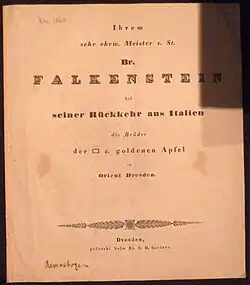 Ihrem
sehr ehrw. Meister v. St.
Br.
FALKENSTEIN
bei
seiner Rückkehr aus Italien
die Brüder
der □ z. goldenen Apfel
im
Orient Dresden.
Dresden,
gedruckt beim Br. C. H. Gärtner.